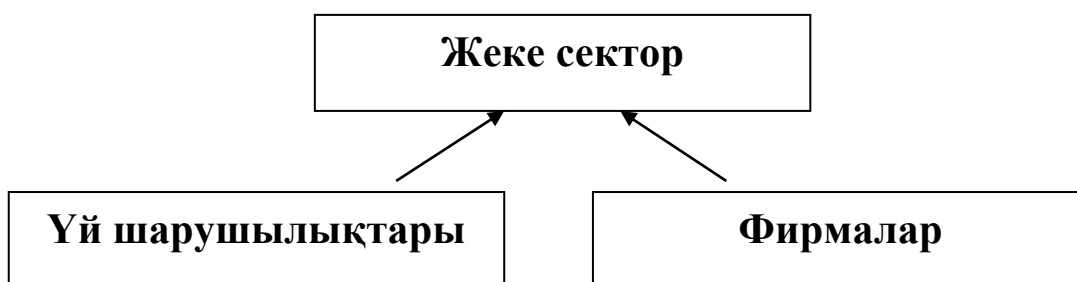 Жеке сектор
Үй шарушылықтары
Фирмалар